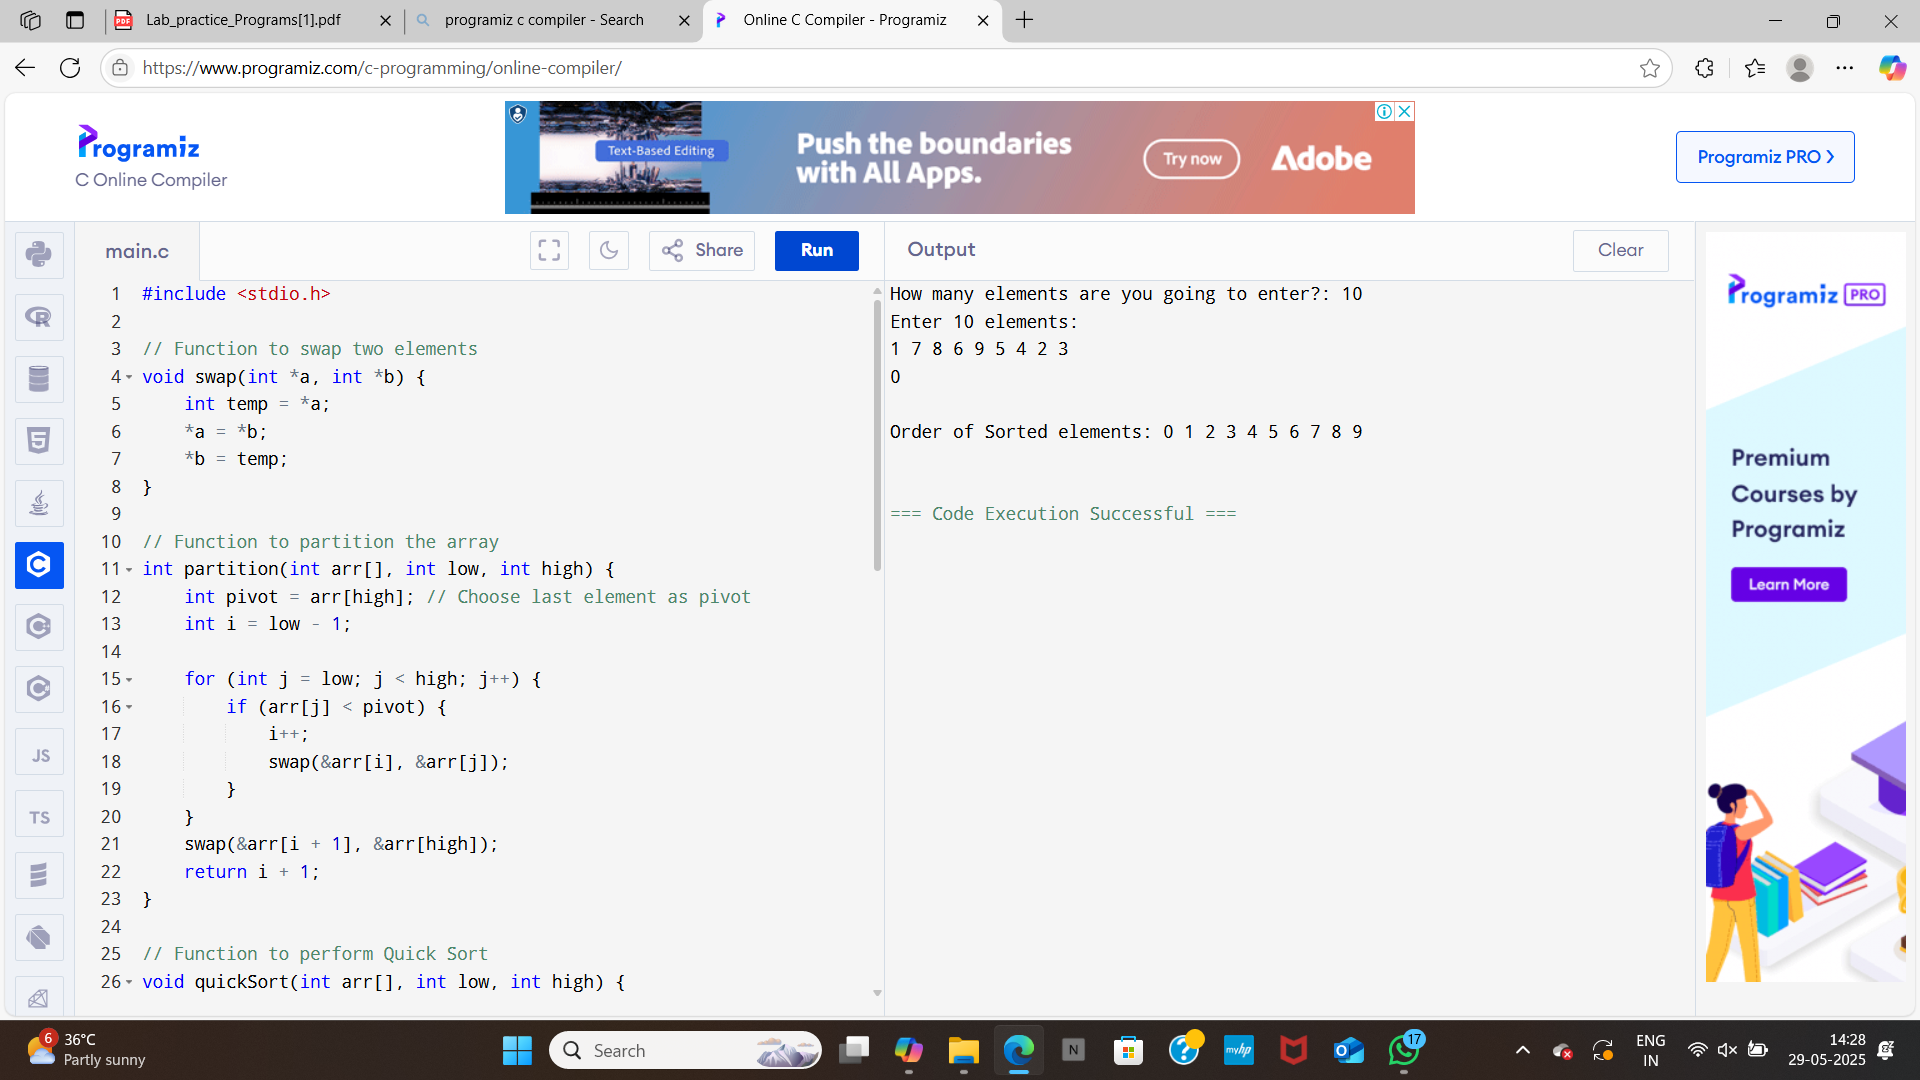 Lab_practice_Programs[1].pdf
programiz c compiler - Search
Online C Compiler - Programiz
https://www.programiz.com/c-programming/online-compiler/
Programiz
C Online Compiler
Text-Based Editing
Push the boundaries
with All Apps.
Try now
Adobe
Programiz PRO
main.c
Share
Run
Output
Clear
1 #include <stdio.h>
2
3 // Function to swap two elements
4 void swap(int *a, int *b) {
5 int temp = *a;
6 *a = *b;
7 *b = temp;
8 }
9
10 // Function to partition the array
11 int partition(int arr[], int low, int high) {
12 int pivot = arr[high]; // Choose last element as pivot
13 int i = low - 1;
14
15 for (int j = low; j < high; j++) {
16 if (arr[j] < pivot) {
17 i++;
18 swap(&arr[i], &arr[j]);
19 }
20 }
21 swap(&arr[i + 1], &arr[high]);
22 return i + 1;
23 }
24
25 // Function to perform Quick Sort
26 void quickSort(int arr[], int low, int high) {
JS
TS
How many elements are you going to enter?: 10
Enter 10 elements:
1 7 8 6 9 5 4 2 3
0
Order of Sorted elements: 0 1 2 3 4 5 6 7 8 9
=== Code Execution Successful ===
Programiz PRO
Premium
Courses by
Programiz
Learn More
6
36°C
Partly sunny
Search
N
myhp
17
ENG
IN
14:28
29-05-2025